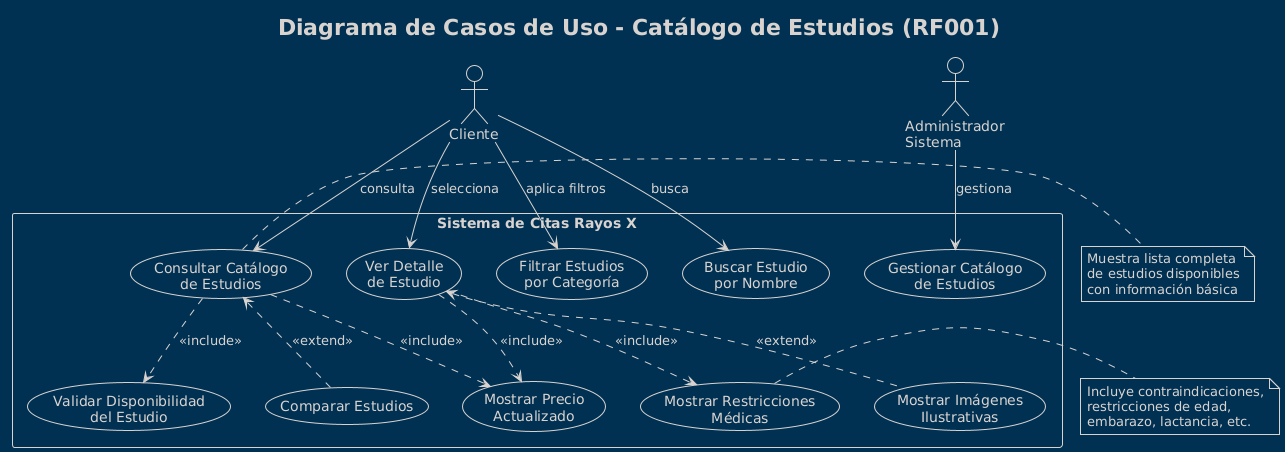 Diagrama de Casos de Uso - Catálogo de Estudios (RF001)
Cliente
Administrador
Sistema
consulta
selecciona
aplica filtros
busca
gestiona
Sistema de Citas Rayos X
Consultar Catálogo
de Estudios
Ver Detalle
de Estudio
Filtrar Estudios
por Categoría
Buscar Estudio
por Nombre
Gestionar Catálogo
de Estudios
Muestra lista completa
de estudios disponibles
con información básica
«include»
«extend»
«include»
«include»
«include»
«extend»
Validar Disponibilidad
del Estudio
Comparar Estudios
Mostrar Precio
Actualizado
Mostrar Restricciones
Médicas
Mostrar Imágenes
Ilustrativas
Incluye contraindicaciones,
restricciones de edad,
embarazo, lactancia, etc.